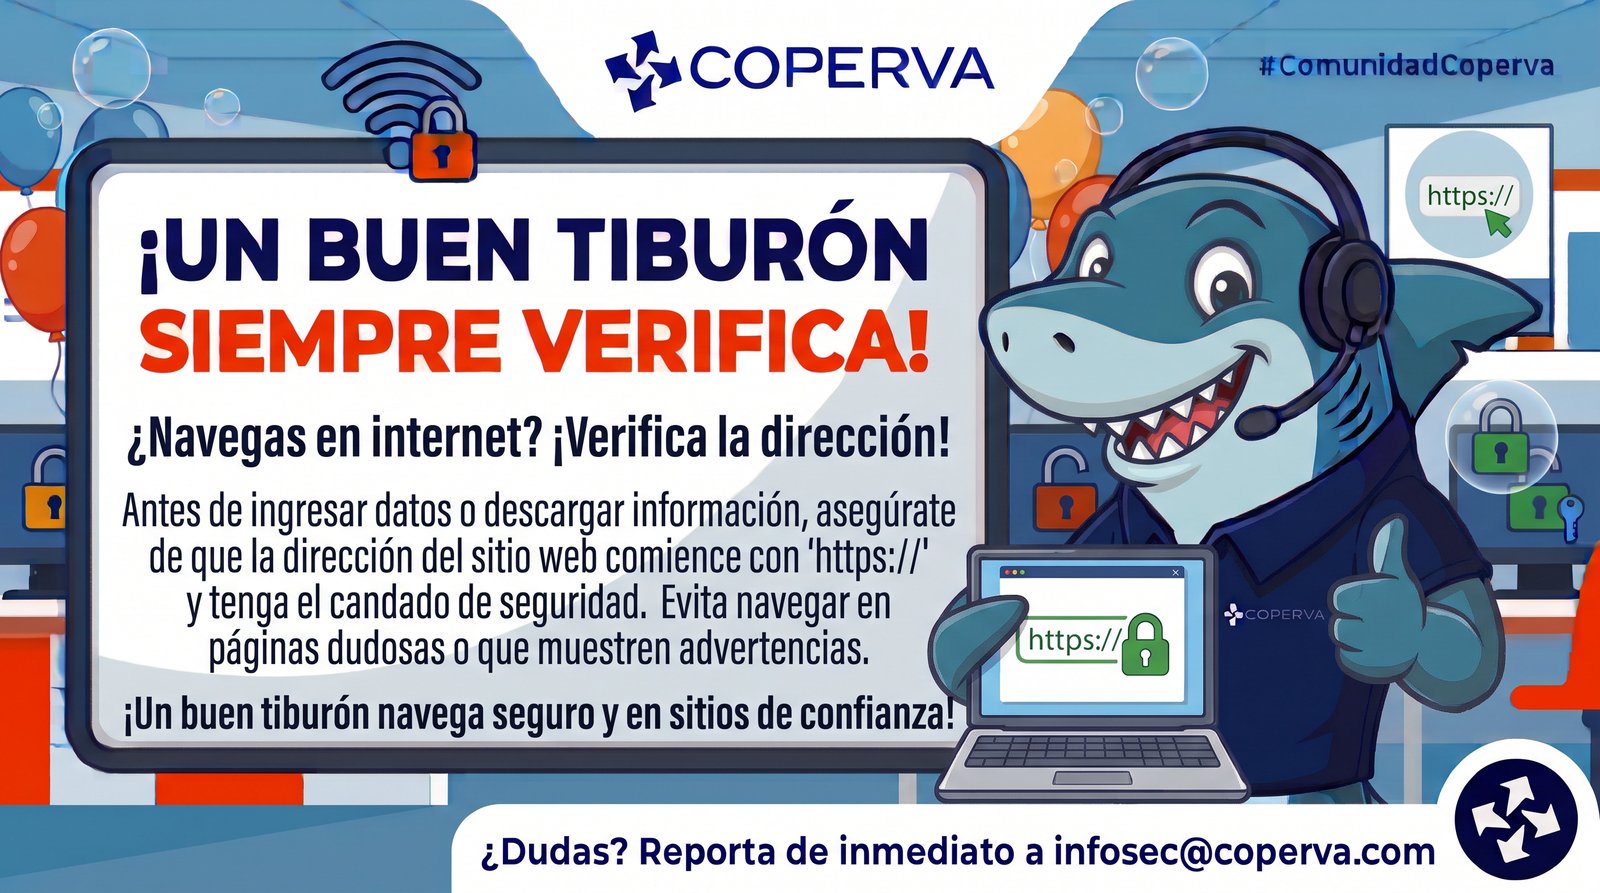 COPERVA
#ComunidadCoperva
https://
¡UN BUEN TIBURÓN
SIEMPRE VERIFICA!
¿Navegas en internet? ¡Verifica la dirección!
Antes de ingresar datos o descargar información, asegúrate
de que la dirección del sitio web comience con ‘https://'
y tenga el candado de seguridad. Evita navegar en
páginas dudosas o que muestren advertencias.
¡Un buen tiburón navega seguro y en sitios de confianza!
https://
COPERVA
¿Dudas? Reporta de inmediato a infosec@coperva.com